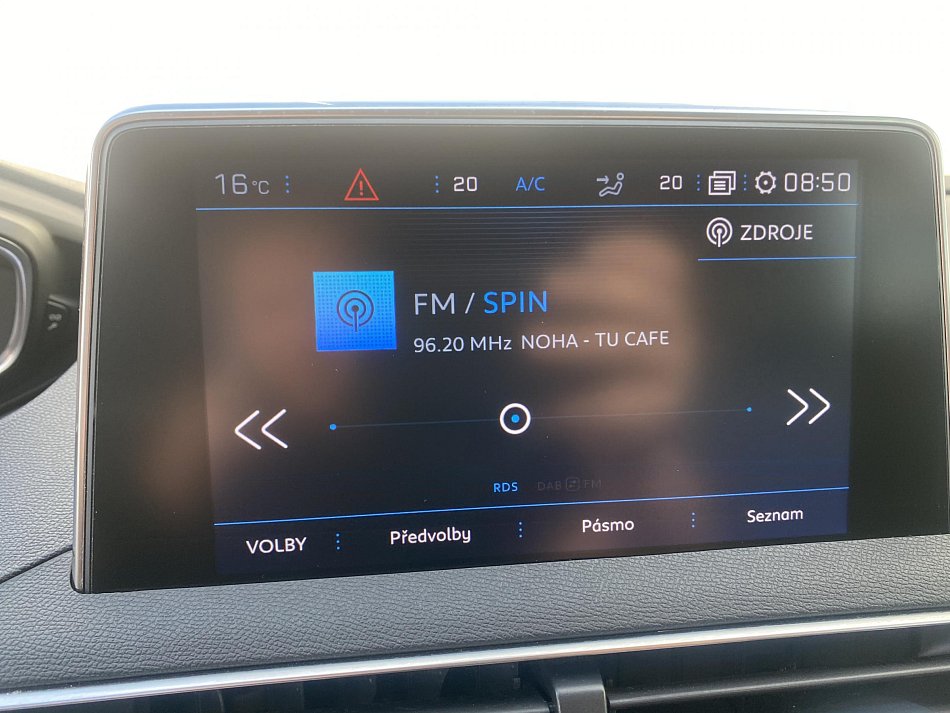 16°C 20 A/C 20 08:50
ZDROJE
FM / SPIN
96.20 MHz NOHA - TU CAFE
RDS DAB FM
VOLBY Předvolby Pásmo Seznam